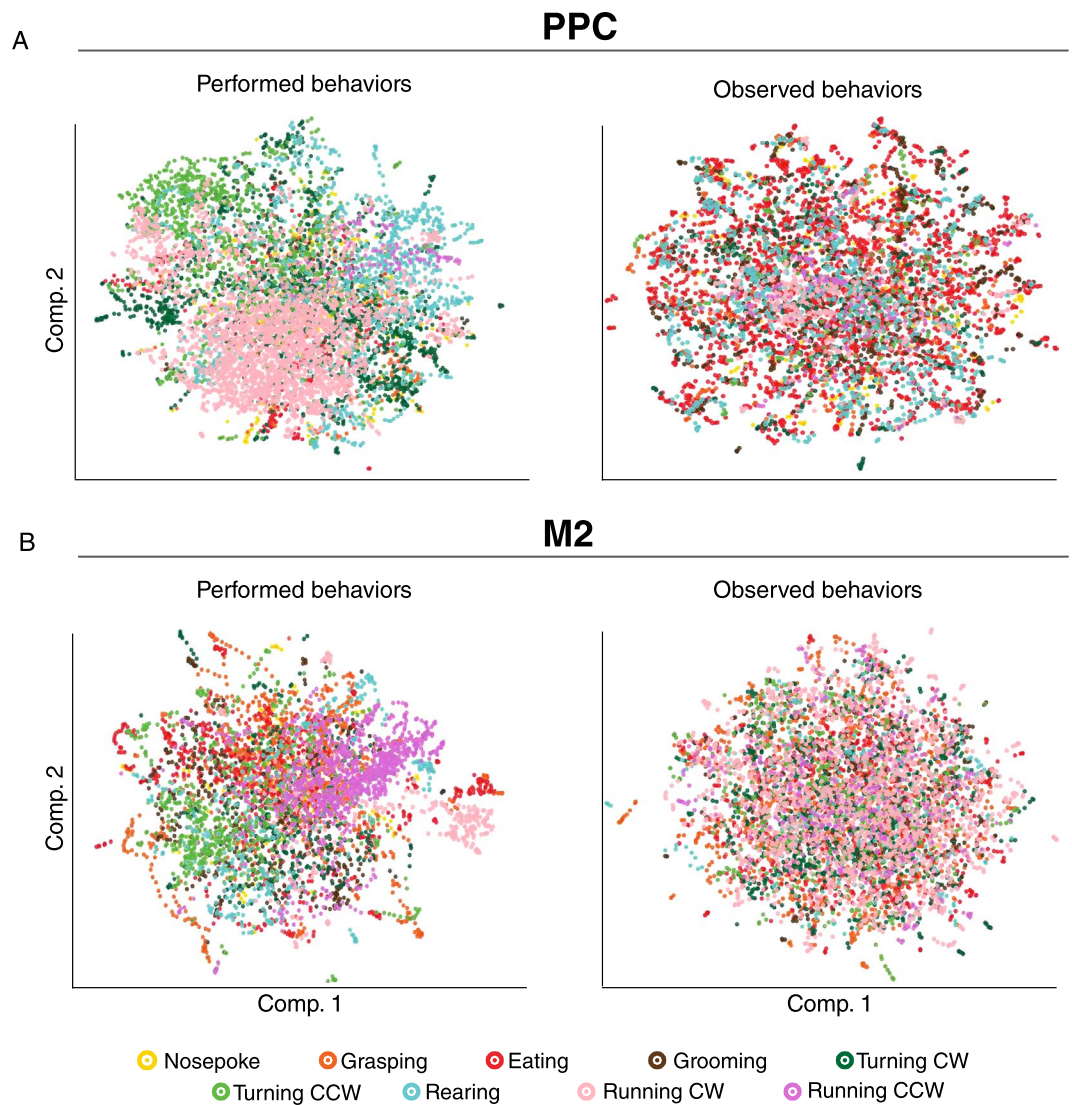 A
PPC
Performed behaviors
Observed behaviors
Comp. 2
B
M2
Performed behaviors
Observed behaviors
Comp. 2
Comp. 1
Comp. 1
Nosepoke Grasping Eating Grooming Turning CW
Turning CCW Rearing Running CW Running CCW